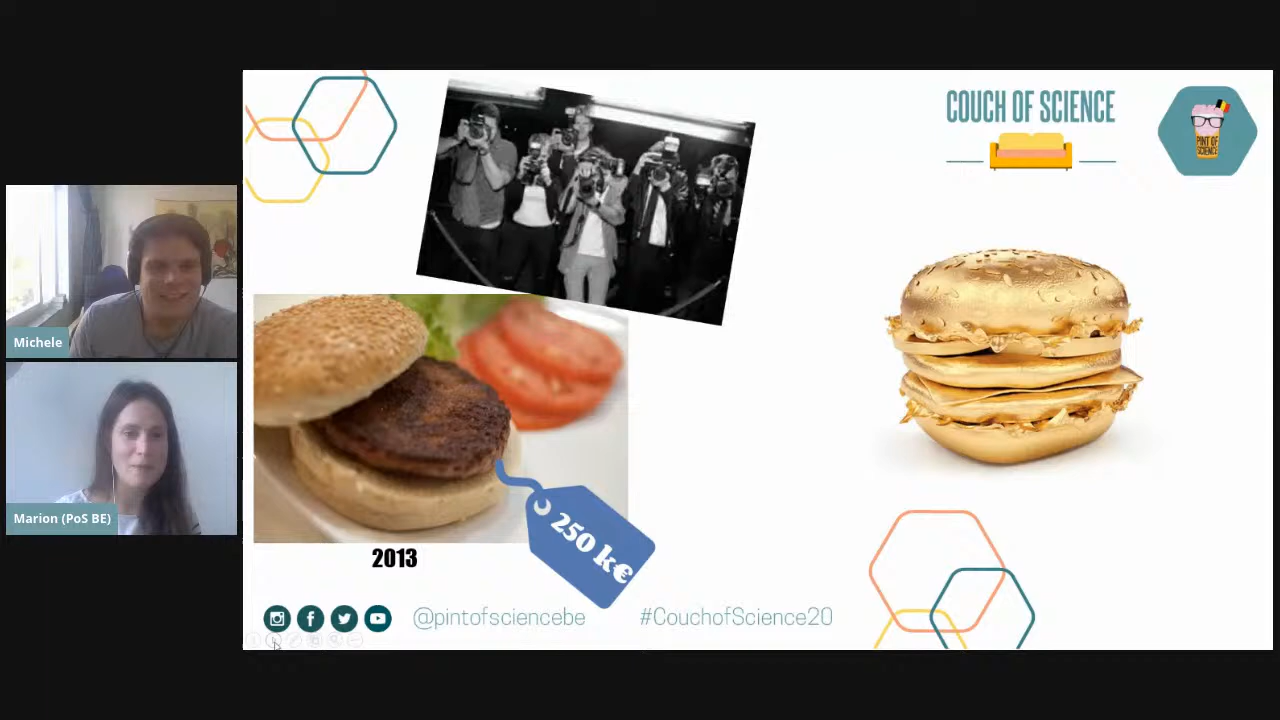 COUCH OF SCIENCE
PINT OF
SCIENCE
Michele
Marion (PoS BE)
250 k€
2013
@pintofsciencebe
#CouchofScience20